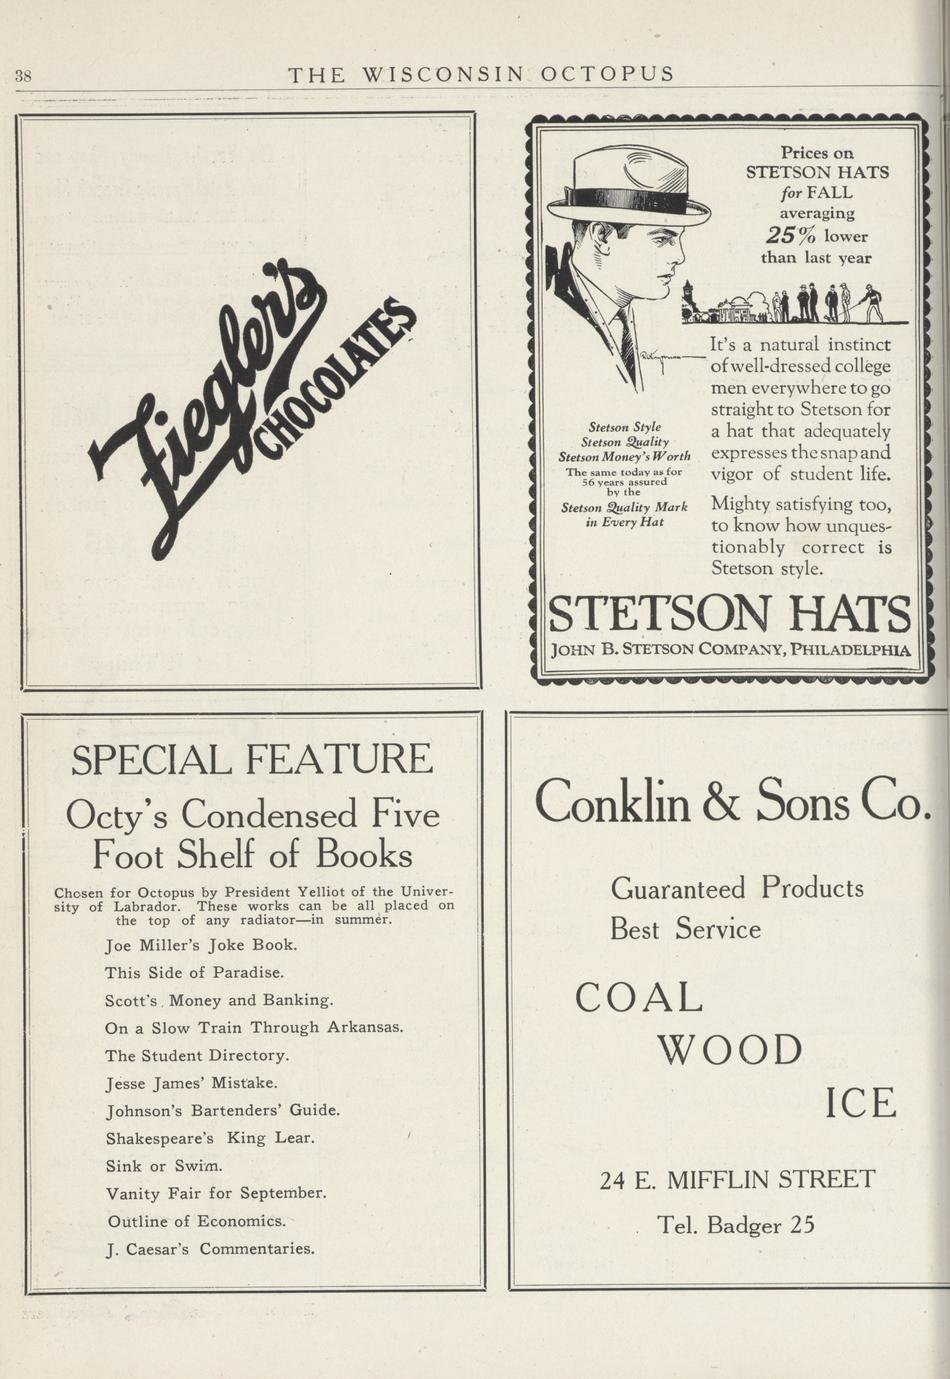 38
THE WISCONSIN OCTOPUS
Ziegler's
CHOCOLATES
Prices on
STETSON HATS
for FALL
averaging
25% lower
than last year
It's a natural instinct
of well-dressed college
men everywhere to go
straight to Stetson for
a hat that adequately
expresses the snap and
vigor of student life.
Mighty satisfying too,
to know how unques-
tionably correct is
Stetson style.
Stetson Style
Stetson Quality
Stetson Money's Worth
The same today as for
56 years assured
by the
Stetson Quality Mark
in Every Hat
STETSON HATS
JOHN B. STETSON COMPANY, PHILADELPHIA
SPECIAL FEATURE
Octy's Condensed Five
Foot Shelf of Books
Chosen for Octopus by President Yelliot of the Univer-
sity of Labrador. These works can be all placed on
the top of any radiator—in summer.
Joe Miller's Joke Book.
This Side of Paradise.
Scott's Money and Banking.
On a Slow Train Through Arkansas.
The Student Directory.
Jesse James' Mistake.
Johnson's Bartenders' Guide.
Shakespeare's King Lear.
Sink or Swim.
Vanity Fair for September.
Outline of Economics.
J. Caesar's Commentaries.
Conklin & Sons Co.
Guaranteed Products
Best Service
COAL
WOOD
ICE
24 E. MIFFLIN STREET
Tel. Badger 25